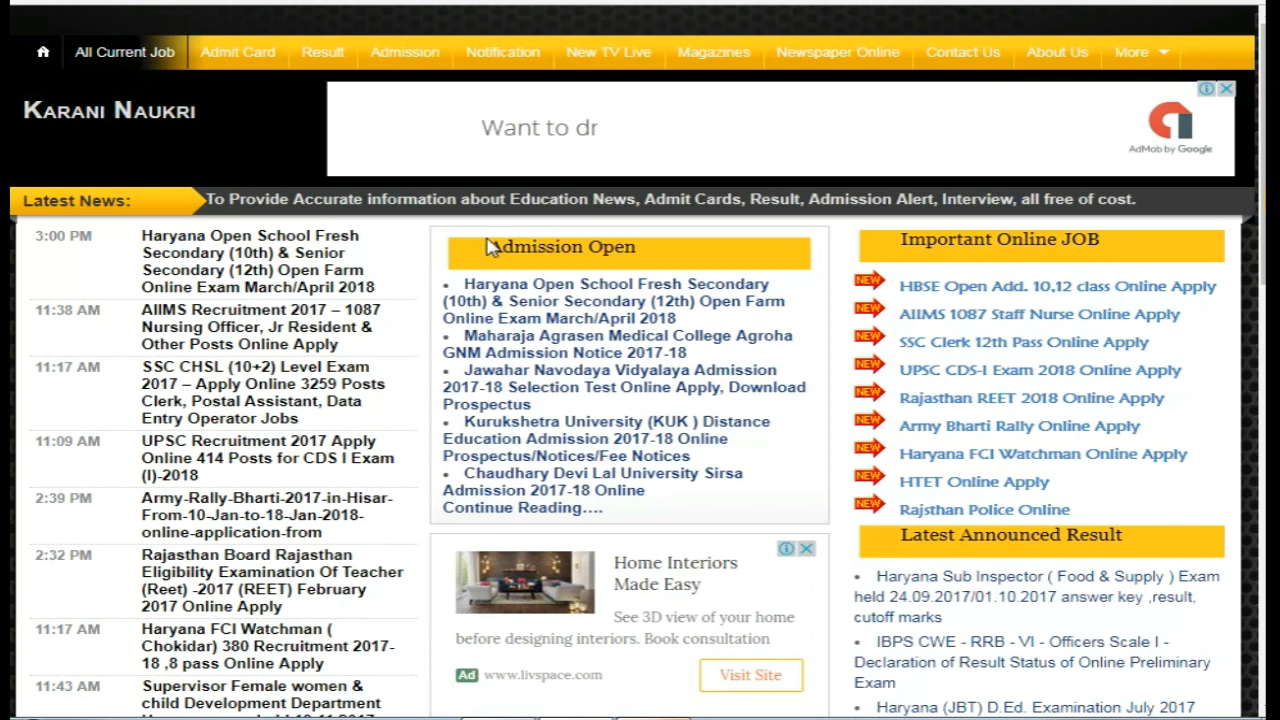 All Current Job
Admit Card
Result
Admission
Notification
New TV Live
Magazines
Newspaper Online
Contact Us
About Us
More
KARANI NAUKRI
Want to dr
AdMob by Google
Latest News:
To Provide Accurate information about Education News, Admit Cards, Result, Admission Alert, Interview, all free of cost.
3:00 PM
Haryana Open School Fresh
Secondary (10th) & Senior
Secondary (12th) Open Farm
Online Exam March/April 2018
11:38 AM
AIIMS Recruitment 2017 – 1087
Nursing Officer, Jr Resident &
Other Posts Online Apply
11:17 AM
SSC CHSL (10+2) Level Exam
2017 – Apply Online 3259 Posts
Clerk, Postal Assistant, Data
Entry Operator Jobs
11:09 AM
UPSC Recruitment 2017 Apply
Online 414 Posts for CDS I Exam
(I)-2018
2:39 PM
Army-Rally-Bharti-2017-in-Hisar-
From-10-Jan-to-18-Jan-2018-
online-application-from
2:32 PM
Rajasthan Board Rajasthan
Eligibility Examination Of Teacher
(Reet) -2017 (REET) February
2017 Online Apply
11:17 AM
Haryana FCI Watchman (
Chokidar) 380 Recruitment 2017-
18 ,8 pass Online Apply
11:43 AM
Supervisor Female women &
child Development Department
Admission Open
• Haryana Open School Fresh Secondary
(10th) & Senior Secondary (12th) Open Farm
Online Exam March/April 2018
• Maharaja Agrasen Medical College Agroha
GNM Admission Notice 2017-18
• Jawahar Navodaya Vidyalaya Admission
2017-18 Selection Test Online Apply, Download
Prospectus
• Kurukshetra University (KUK ) Distance
Education Admission 2017-18 Online
Prospectus/Notices/Fee Notices
• Chaudhary Devi Lal University Sirsa
Admission 2017-18 Online
Continue Reading….
Home Interiors
Made Easy
See 3D view of your home
before designing interiors. Book consultation
Ad www.livspace.com
Visit Site
Important Online JOB
NEW HBSE Open Add. 10,12 class Online Apply
NEW AIIMS 1087 Staff Nurse Online Apply
NEW SSC Clerk 12th Pass Online Apply
NEW UPSC CDS-I Exam 2018 Online Apply
NEW Rajasthan REET 2018 Online Apply
NEW Army Bharti Rally Online Apply
NEW Haryana FCI Watchman Online Apply
NEW HTET Online Apply
NEW Rajsthan Police Online
Latest Announced Result
• Haryana Sub Inspector ( Food & Supply ) Exam
held 24.09.2017/01.10.2017 answer key ,result,
cutoff marks
• IBPS CWE - RRB - VI - Officers Scale I -
Declaration of Result Status of Online Preliminary
Exam
• Haryana (JBT) D.Ed. Examination July 2017